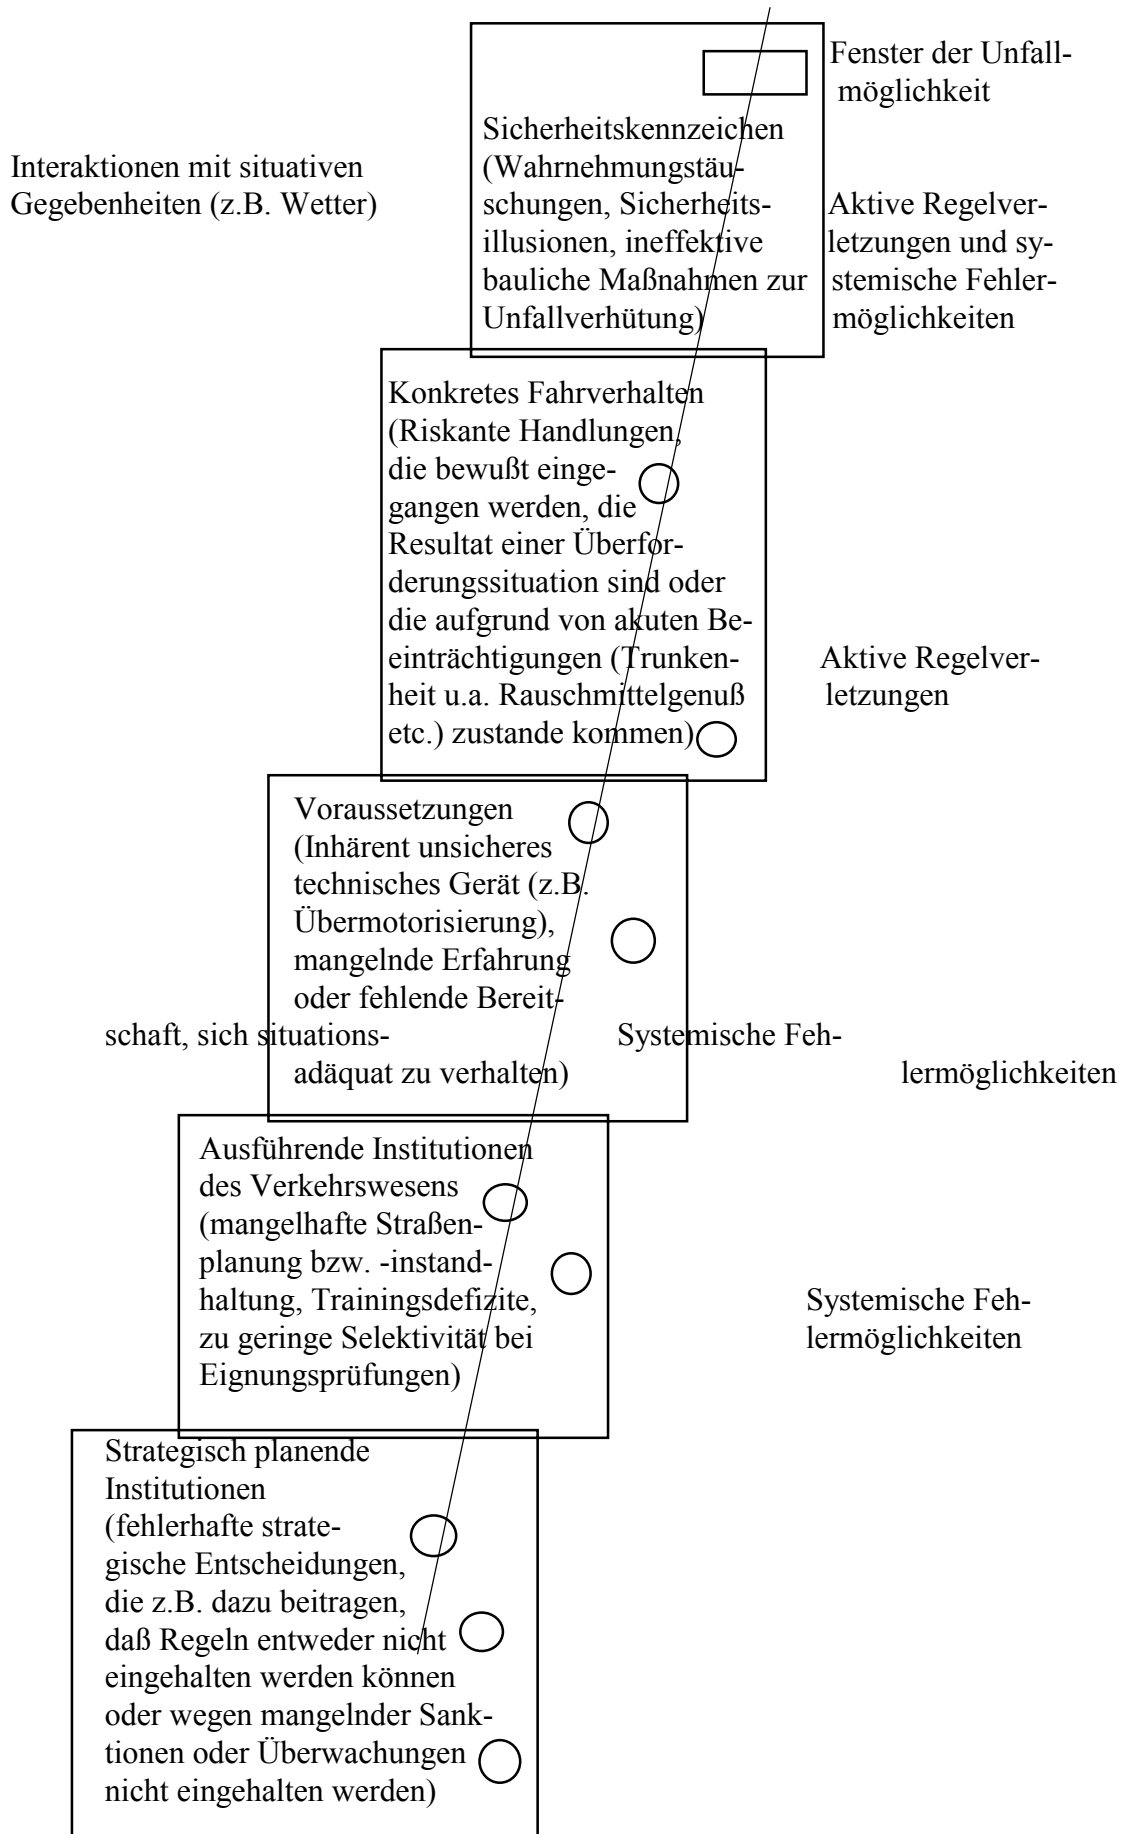 Fenster der Unfall-
möglichkeit
Interaktionen mit situativen
Gegebenheiten (z.B. Wetter)
Sicherheitskennzeichen
(Wahrnehmungstäu-
schungen, Sicherheits-
illusionen, ineffektive
bauliche Maßnahmen zur
Unfallverhütung)
Aktive Regelver-
letzungen und sy-
stemische Fehler-
möglichkeiten
Konkretes Fahrverhalten
(Riskante Handlungen,
die bewußt einge-
gangen werden, die
Resultat einer Überfor-
derungssituation sind oder
die aufgrund von akuten Be-
einträchtigungen (Trunken-
heit u.a. Rauschmittelgenuß
etc.) zustande kommen)
Aktive Regelver-
letzungen
Voraussetzungen
(Inhärent unsicheres
technisches Gerät (z.B.
Übermotorisierung),
mangelnde Erfahrung
oder fehlende Bereit-
schaft, sich situations-
adäquat zu verhalten)
Systemische Feh-
lermöglichkeiten
Ausführende Institutionen
des Verkehrswesens
(mangelhafte Straßen-
planung bzw. -instand-
haltung, Trainingsdefizite,
zu geringe Selektivität bei
Eignungsprüfungen)
Systemische Feh-
lermöglichkeiten
Strategisch planende
Institutionen
(fehlerhafte strate-
gische Entscheidungen,
die z.B. dazu beitragen,
daß Regeln entweder nicht
eingehalten werden können
oder wegen mangelnder Sank-
tionen oder Überwachungen
nicht eingehalten werden)